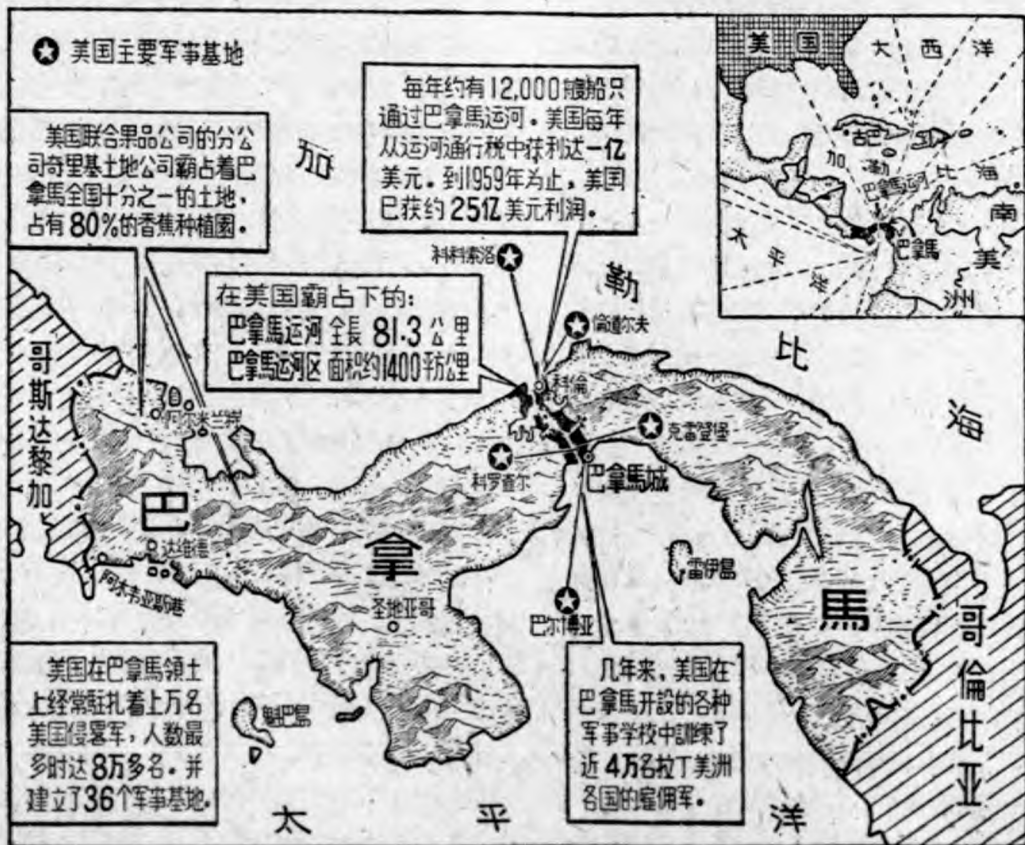 美国主要军事基地
美国联合果品公司的分公
司奇里基土地公司霸占着巴
拿馬全国十分之一的土地，
占有80%的香蕉种植園。
每年约有12,000艘船只
通过巴拿馬运河。美国每年
从运河通行税中获利达一亿
美元。到1959年为止，美国
已获约25亿美元利润。
在美国霸占下的：
巴拿馬运河 全長 81.3 公里
巴拿馬运河区 面积约1400平方公里
美国
大西洋
古巴
加勒比海
巴拿馬运河
巴拿馬
南美洲
太平洋
加勒比海
科科索洛
倫道尔夫
科倫
克雷登堡
科罗查尔
巴拿馬城
巴尔博亚
雷伊島
哥斯达黎加
阿尔米兰特
巴拿馬
达维德
圣地亚哥
哥倫比亚
美国在巴拿馬領土
上经常駐扎着上万名
美国侵畧军，人数最
多时达8万多名。并
建立了36个军事基地。
几年来，美国在
巴拿馬开設的各种
军事学校中訓練了
近4万名拉丁美洲
各国的雇佣军。
太平洋